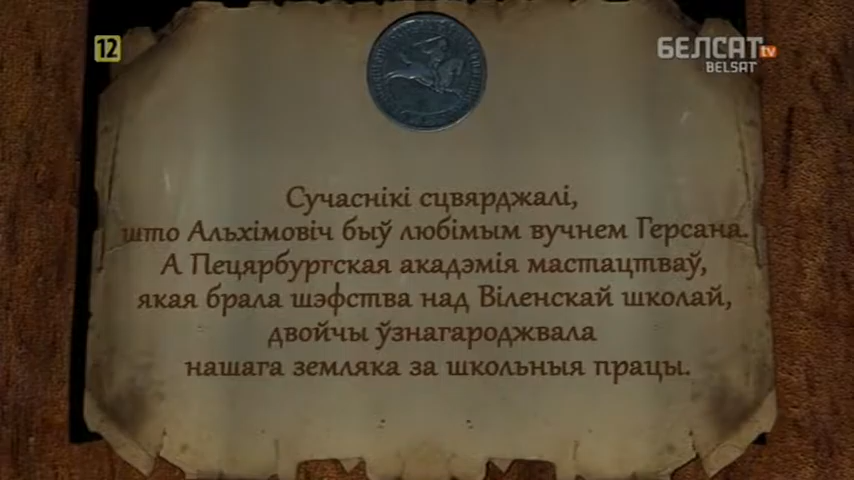 12
БЕЛСАТ tv
BELSAT
Сучаснікі сцвярджалі,
што Альхімовіч быў любімым вучнем Герсана.
А Пецярбургская акадэмія мастацтваў,
якая брала шэфства над Віленскай школай,
двойчы ўзнагароджвала
нашага земляка за школьныя працы.